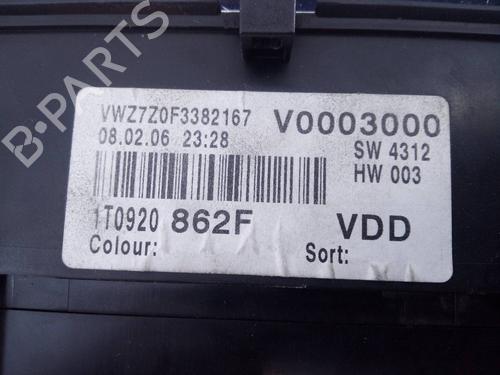 VWZ7Z0F3382167 V0003000
08.02.06 23:28 SW 4312
HW 003
1T0920 862F VDD
Colour: Sort:
B-PARTS